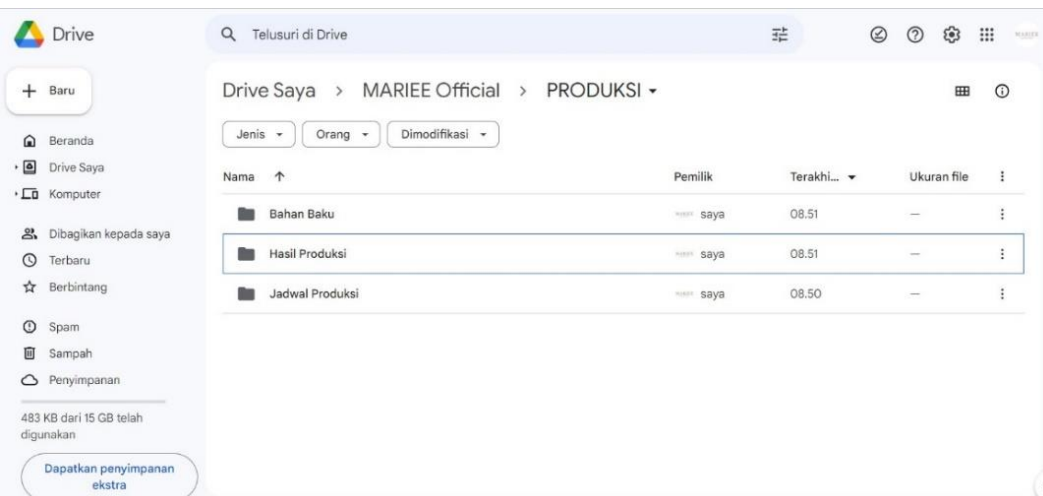 Drive
Telusuri di Drive
Baru
Drive Saya > MARIEE Official > PRODUKSI
Jenis Orang Dimodifikasi
Beranda
Drive Saya
Komputer
Dibagikan kepada saya
Terbaru
Berbintang
Spam
Sampah
Penyimpanan
483 KB dari 15 GB telah
digunakan
Dapatkan penyimpanan
ekstra
Nama Pemilik Terakhi... Ukuran file
Bahan Baku saya 08.51 —
Hasil Produksi saya 08.51 —
Jadwal Produksi saya 08.50 —